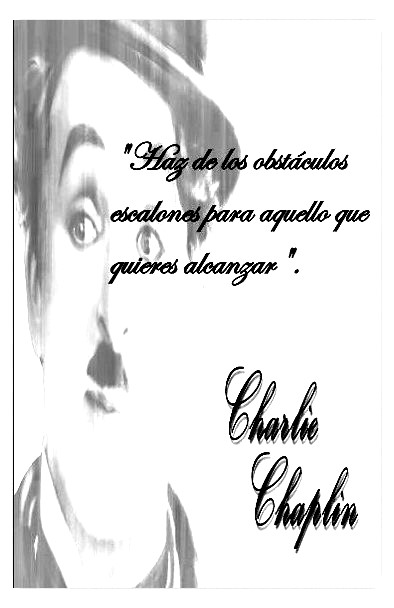 "Haz de los obstáculos
escalones para aquello que
quieres alcanzar ".
Charlie
Chaplin